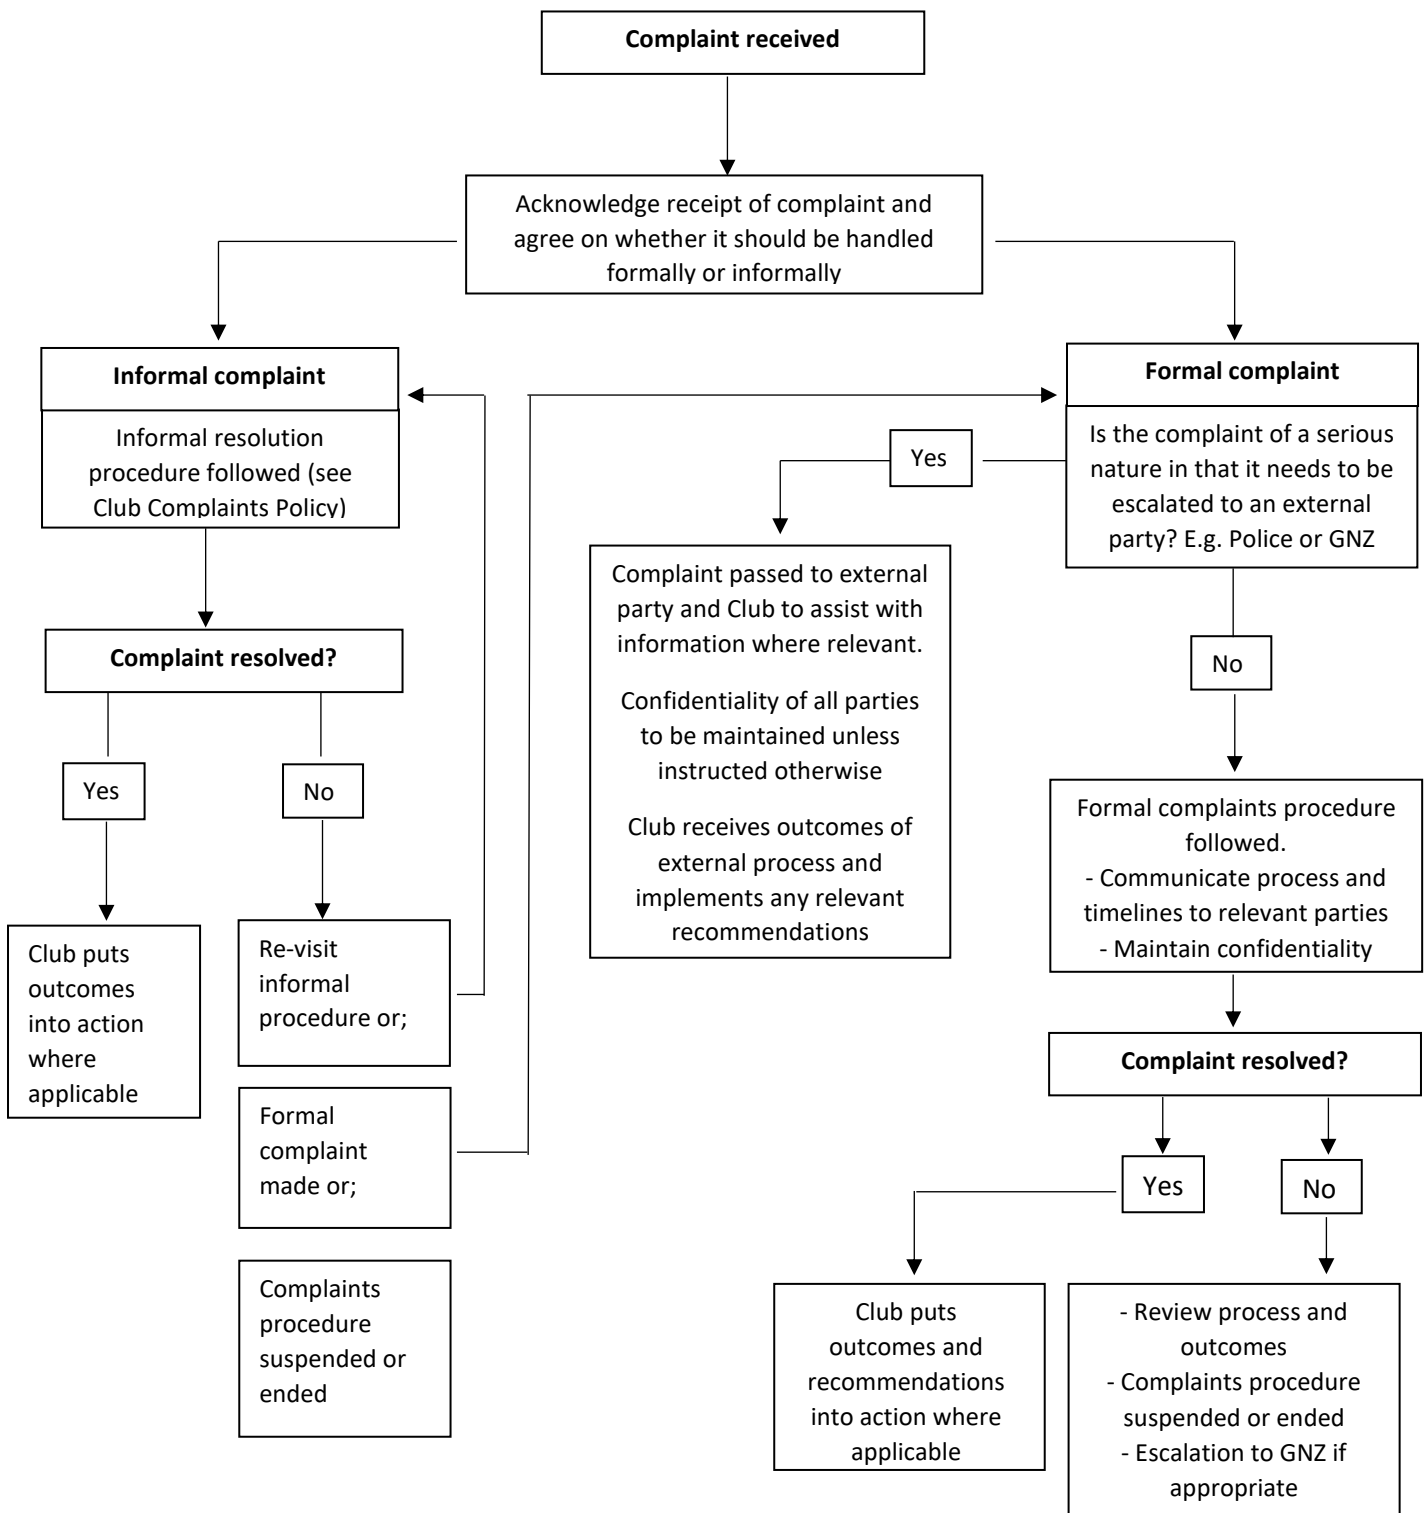 Complaint received
Acknowledge receipt of complaint and
agree on whether it should be handled
formally or informally
Informal complaint
Informal resolution
procedure followed (see
Club Complaints Policy)
Complaint resolved?
Yes
No
Club puts
outcomes
into action
where
applicable
Re-visit
informal
procedure or;
Formal
complaint
made or;
Complaints
procedure
suspended or
ended
Formal complaint
Is the complaint of a serious
nature in that it needs to be
escalated to an external
party? E.g. Police or GNZ
Yes
Complaint passed to external
party and Club to assist with
information where relevant.
Confidentiality of all parties
to be maintained unless
instructed otherwise
Club receives outcomes of
external process and
implements any relevant
recommendations
No
Formal complaints procedure
followed.
- Communicate process and
timelines to relevant parties
- Maintain confidentiality
Complaint resolved?
Yes
No
Club puts
outcomes and
recommendations
into action where
applicable
- Review process and
outcomes
- Complaints procedure
suspended or ended
- Escalation to GNZ if
appropriate